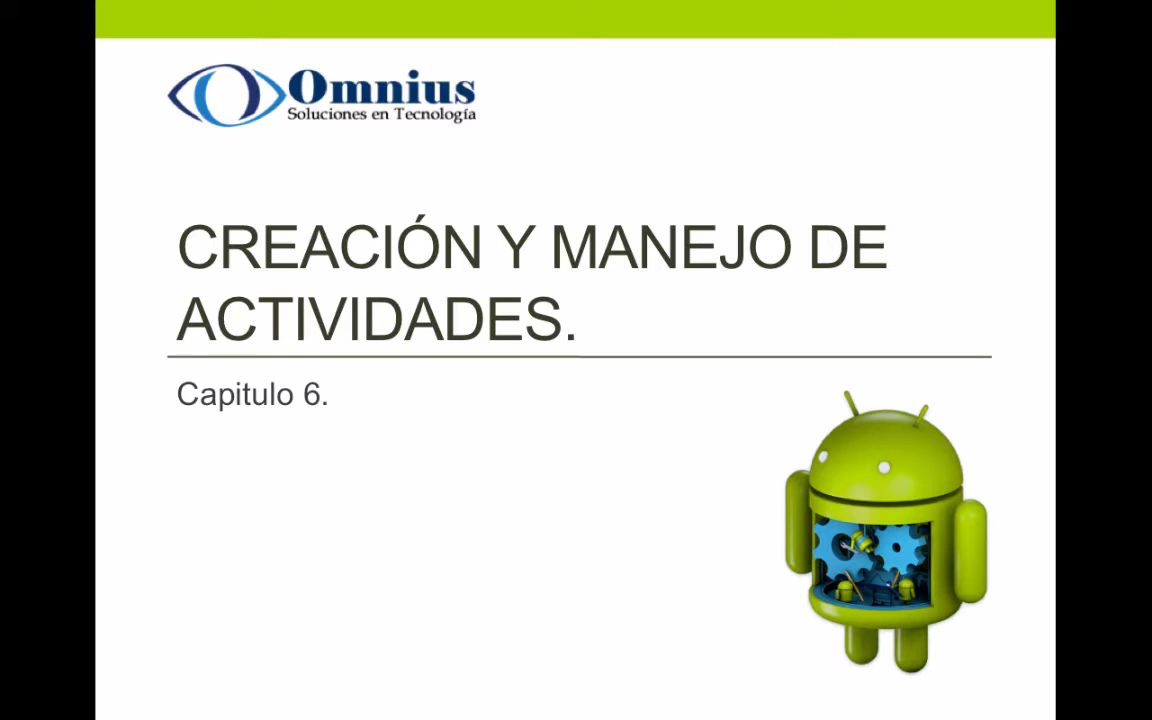 Omnius
Soluciones en Tecnología
CREACIÓN Y MANEJO DE
ACTIVIDADES.
Capitulo 6.